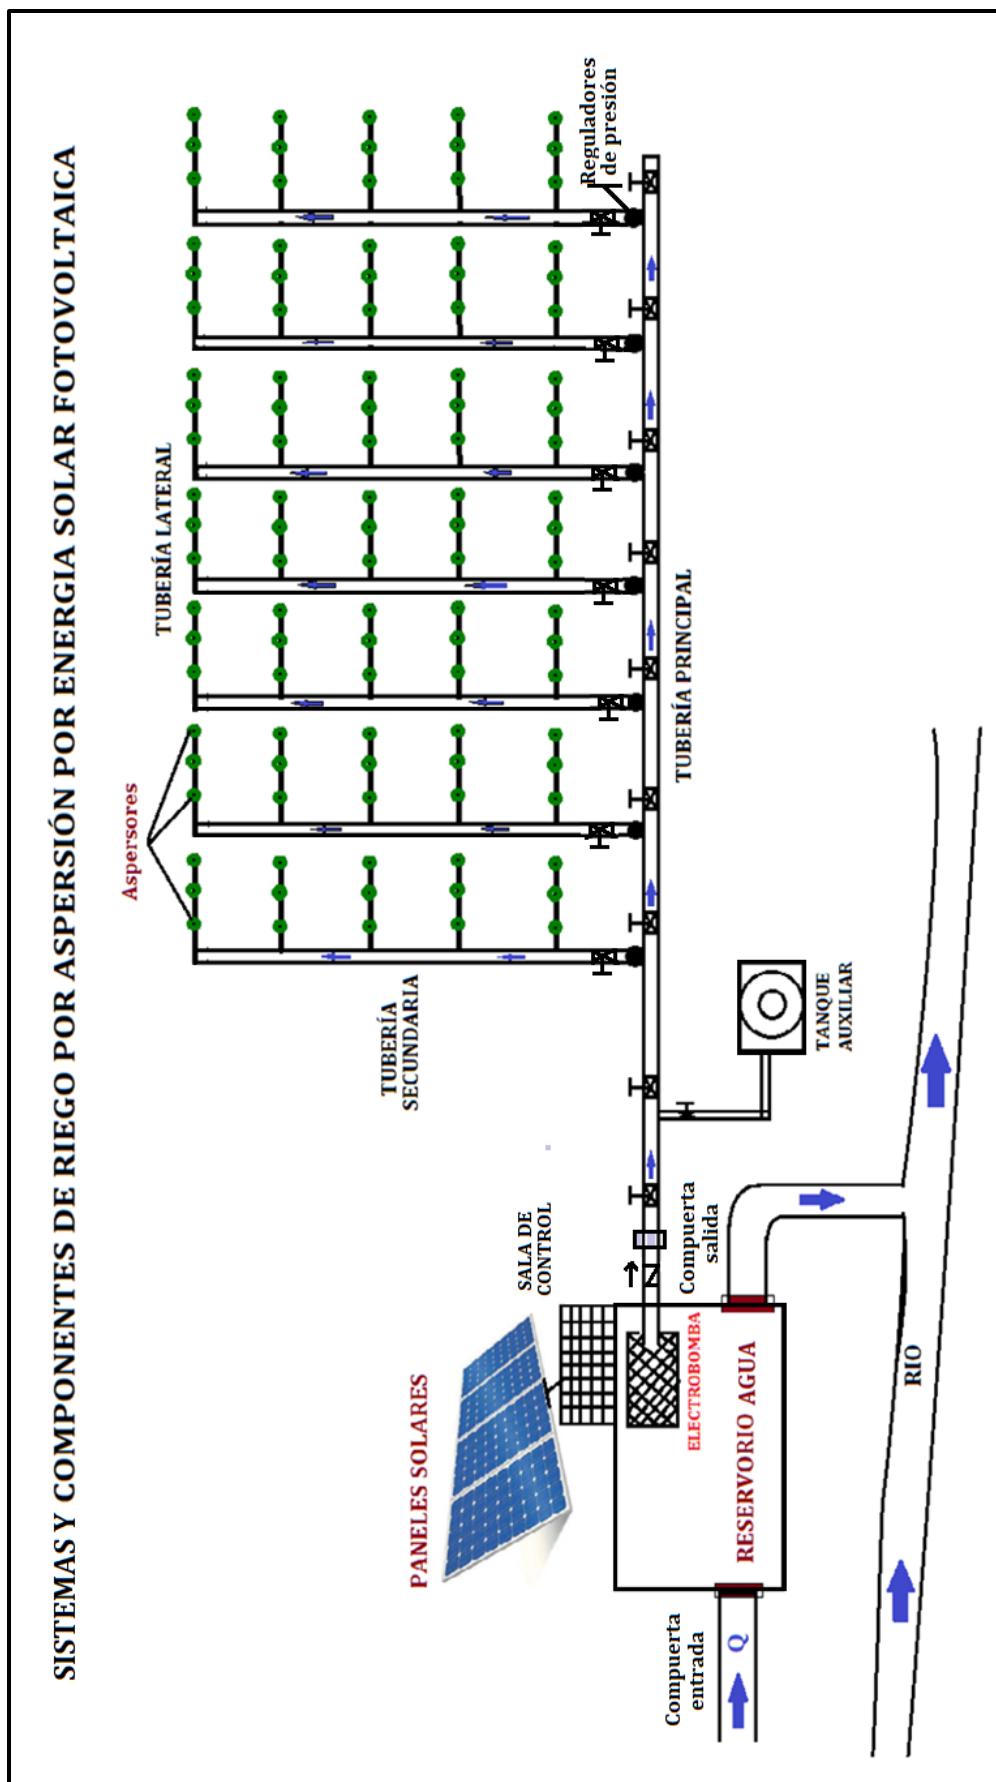 SISTEMAS Y COMPONENTES DE RIEGO POR ASPERSIÓN POR ENERGIA SOLAR FOTOVOLTAICA
Aspersores
TUBERÍA LATERAL
Reguladores
de presión
TUBERÍA
SECUNDARIA
TUBERÍA PRINCIPAL
PANELES SOLARES
SALA DE
CONTROL
Compuerta
salida
TANQUE
AUXILIAR
ELECTROBOMBA
RESERVORIO AGUA
Compuerta
entrada
Q
RIO